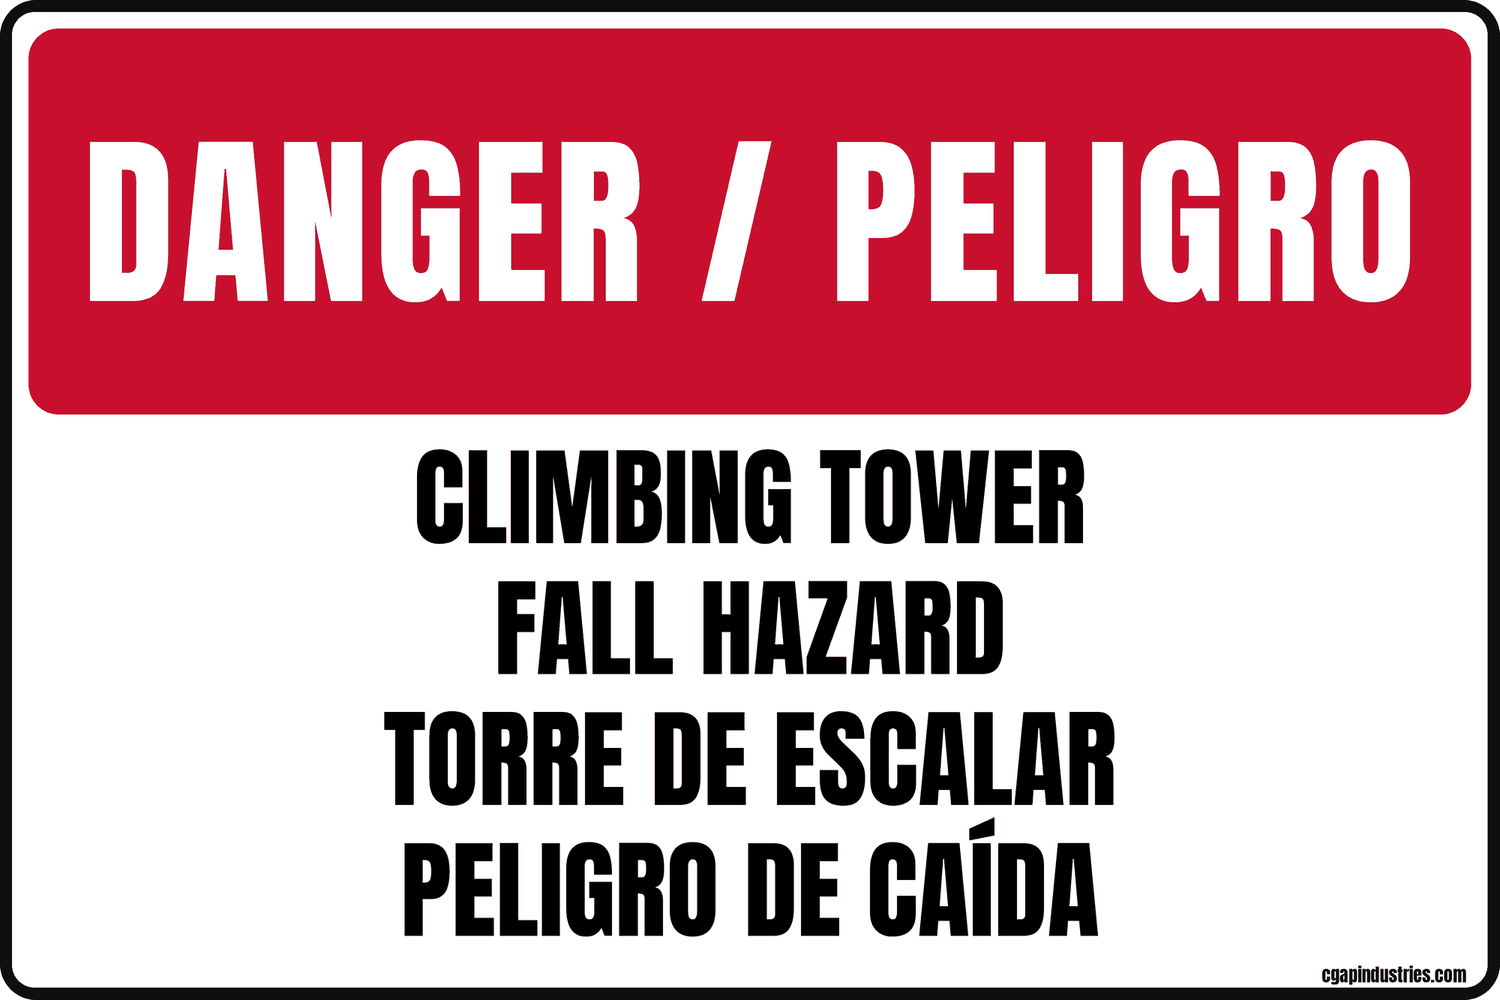 DANGER / PELIGRO
CLIMBING TOWER
FALL HAZARD
TORRE DE ESCALAR
PELIGRO DE CAÍDA
cgapindustries.com